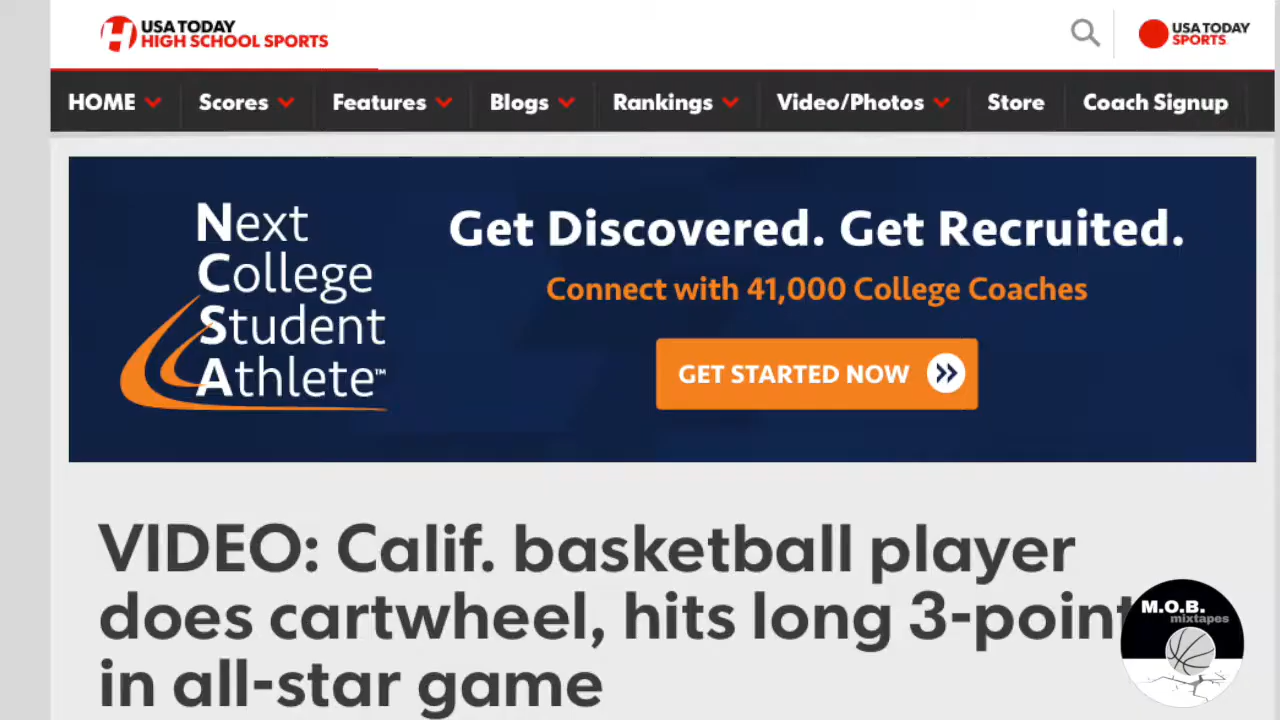 USA TODAY
HIGH SCHOOL SPORTS
USA TODAY
SPORTS
HOME Scores Features Blogs Rankings Video/Photos Store Coach Signup
Next
College
Student
Athlete™
Get Discovered. Get Recruited.
Connect with 41,000 College Coaches
GET STARTED NOW
VIDEO: Calif. basketball player
does cartwheel, hits long 3-point
in all-star game
M.O.B.
mixtapes